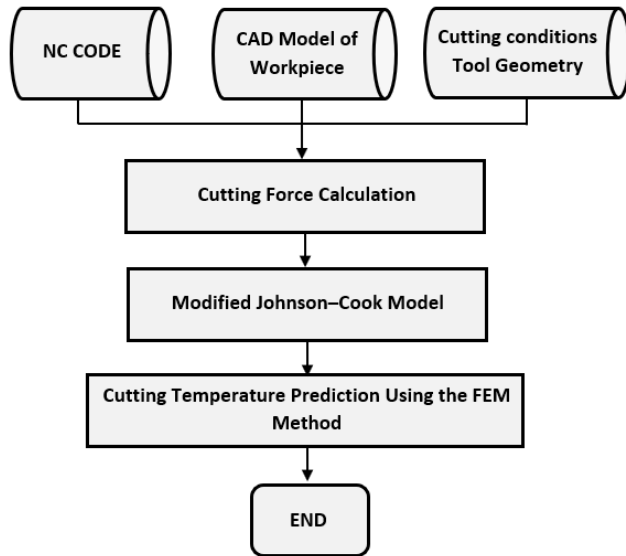 NC CODE
CAD Model of
Workpiece
Cutting conditions
Tool Geometry
Cutting Force Calculation
Modified Johnson–Cook Model
Cutting Temperature Prediction Using the FEM
Method
END